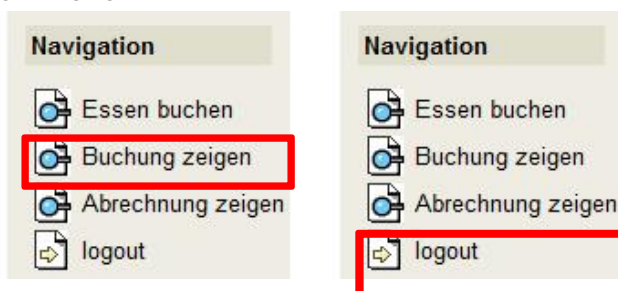 Navigation
Essen buchen
Buchung zeigen
Abrechnung zeigen
logout
Navigation
Essen buchen
Buchung zeigen
Abrechnung zeigen
logout